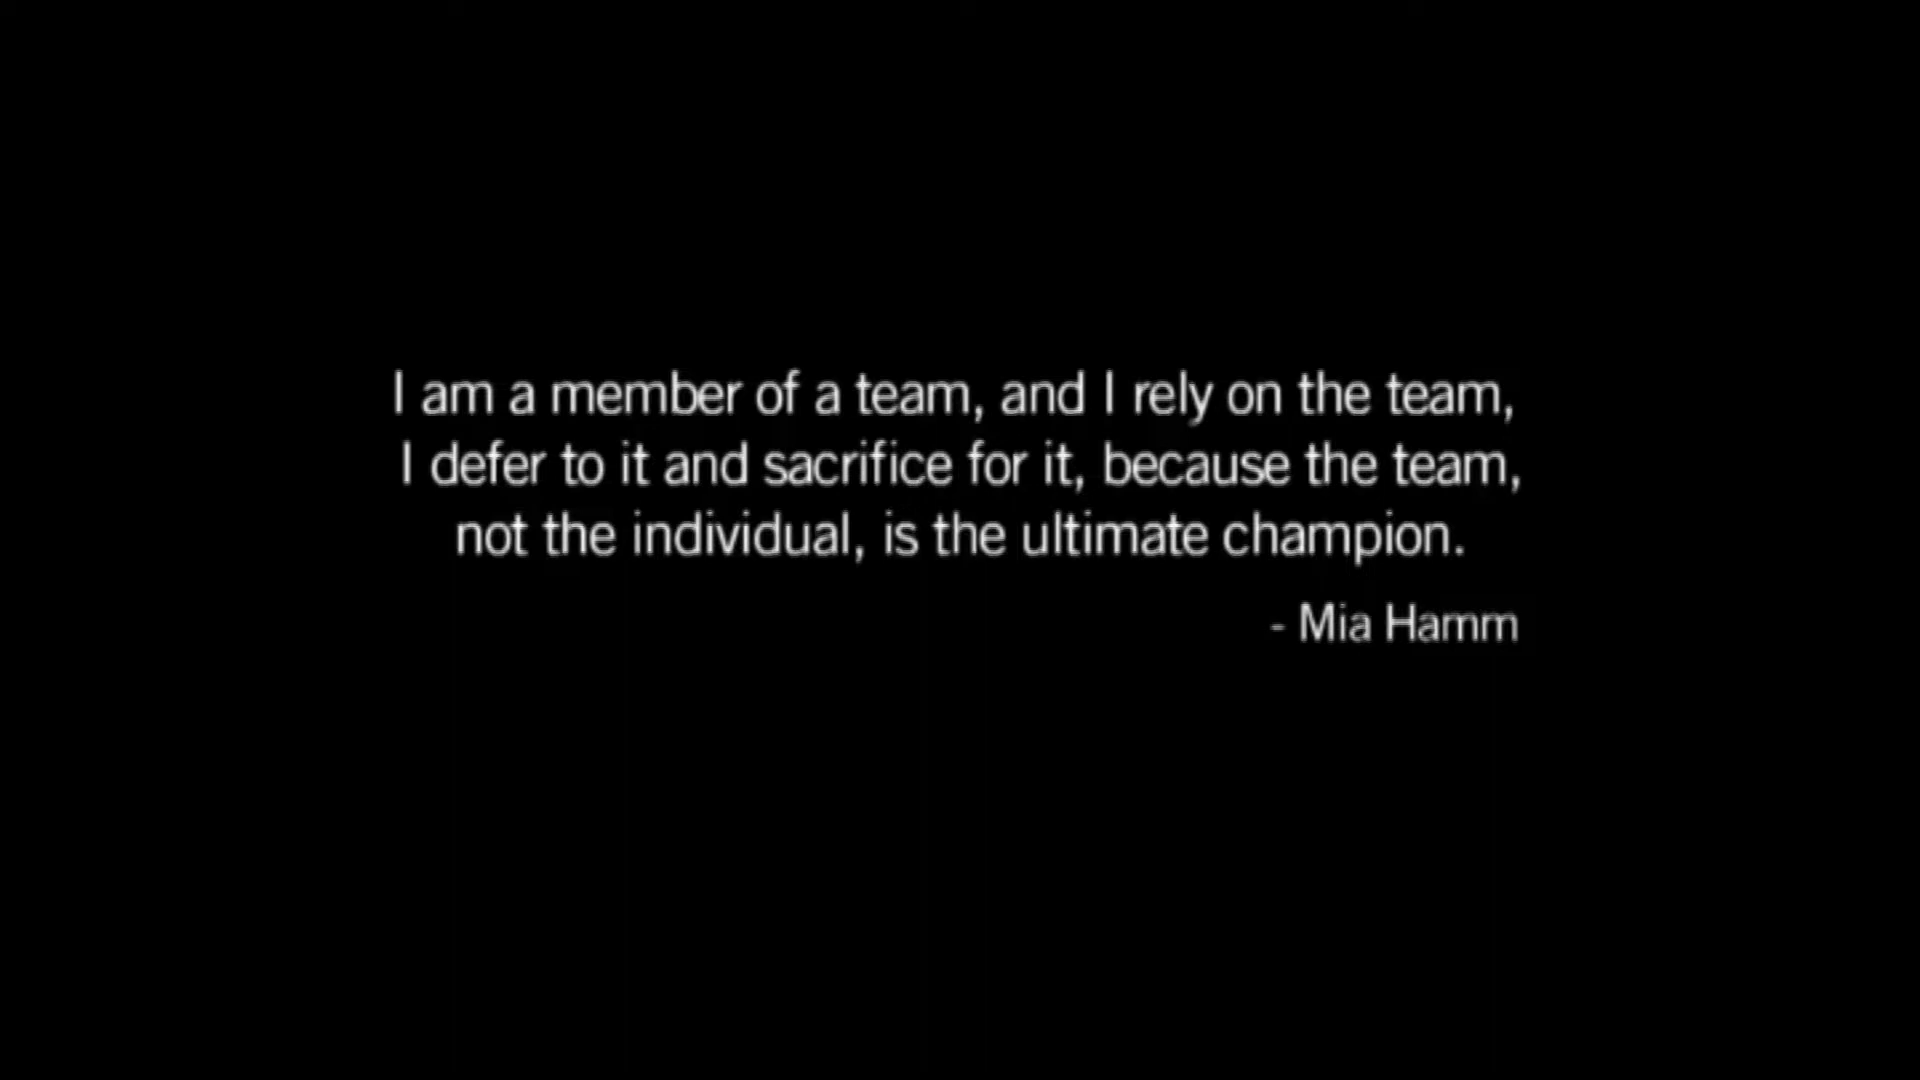 I am a member of a team, and I rely on the team,
I defer to it and sacrifice for it, because the team,
not the individual, is the ultimate champion.
- Mia Hamm